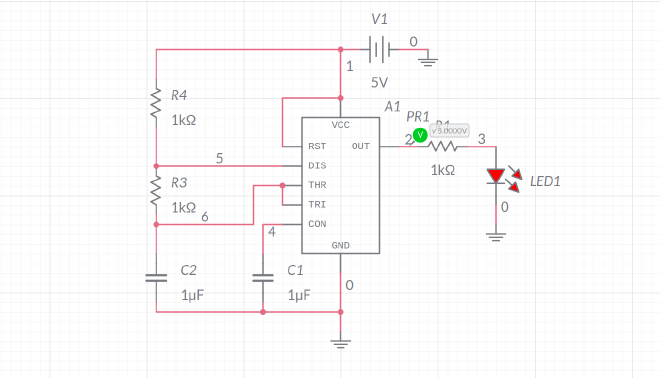 V1
0
1
5V
R4
1kΩ
A1
PR1
R1
VCC
V
V:5.0000V
2
3
RST
OUT
5
DIS
1kΩ
R3
THR
LED1
1kΩ
6
TRI
0
4
CON
GND
C2
C1
0
1µF
1µF